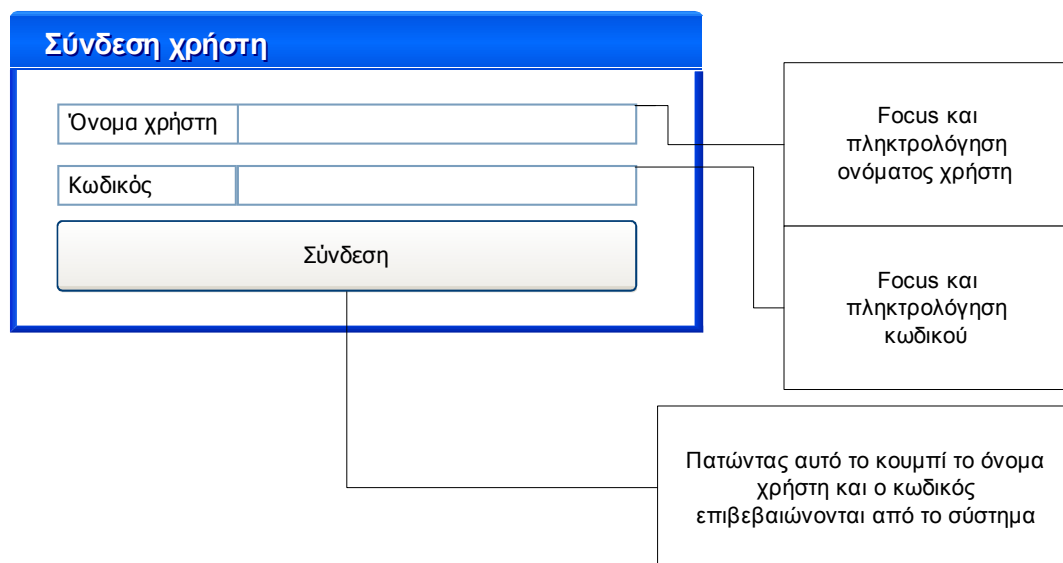 Σύνδεση χρήστη
Όνομα χρήστη
Κωδικός
Σύνδεση
Focus και
πληκτρολόγηση
ονόματος χρήστη
Focus και
πληκτρολόγηση
κωδικού
Πατώντας αυτό το κουμπί το όνομα
χρήστη και ο κωδικός
επιβεβαιώνονται από το σύστημα